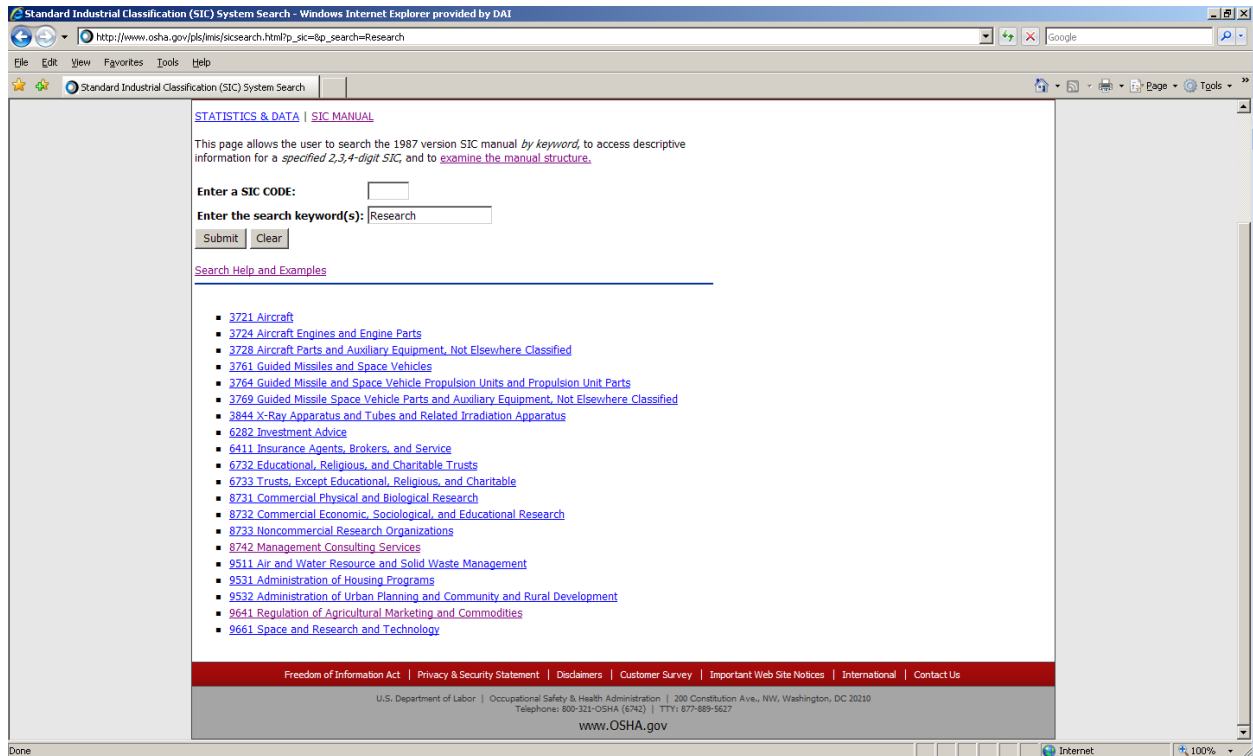 Standard Industrial Classification (SIC) System Search - Windows Internet Explorer provided by DAI
http://www.osha.gov/pls/imis/sicsearch.html?p_sic=&p_search=Research
Google
File Edit View Favorites Tools Help
Standard Industrial Classification (SIC) System Search
Page Tools »
STATISTICS & DATA | SIC MANUAL
This page allows the user to search the 1987 version SIC manual by keyword, to access descriptive
information for a specified 2,3,4-digit SIC, and to examine the manual structure.
Enter a SIC CODE:
Enter the search keyword(s): Research
Submit Clear
Search Help and Examples
3721 Aircraft
3724 Aircraft Engines and Engine Parts
3728 Aircraft Parts and Auxiliary Equipment, Not Elsewhere Classified
3761 Guided Missiles and Space Vehicles
3764 Guided Missile and Space Vehicle Propulsion Units and Propulsion Unit Parts
3769 Guided Missile Space Vehicle Parts and Auxiliary Equipment, Not Elsewhere Classified
3844 X-Ray Apparatus and Tubes and Related Irradiation Apparatus
6282 Investment Advice
6411 Insurance Agents, Brokers, and Service
6732 Educational, Religious, and Charitable Trusts
6733 Trusts, Except Educational, Religious, and Charitable
8731 Commercial Physical and Biological Research
8732 Commercial Economic, Sociological, and Educational Research
8733 Noncommercial Research Organizations
8742 Management Consulting Services
9511 Air and Water Resource and Solid Waste Management
9531 Administration of Housing Programs
9532 Administration of Urban Planning and Community and Rural Development
9641 Regulation of Agricultural Marketing and Commodities
9661 Space and Research and Technology
Freedom of Information Act | Privacy & Security Statement | Disclaimers | Customer Survey | Important Web Site Notices | International | Contact Us
U.S. Department of Labor | Occupational Safety & Health Administration | 200 Constitution Ave., NW, Washington, DC 20210
Telephone: 800-321-OSHA (6742) | TTY: 877-889-5627
www.OSHA.gov
Done
Internet
100%